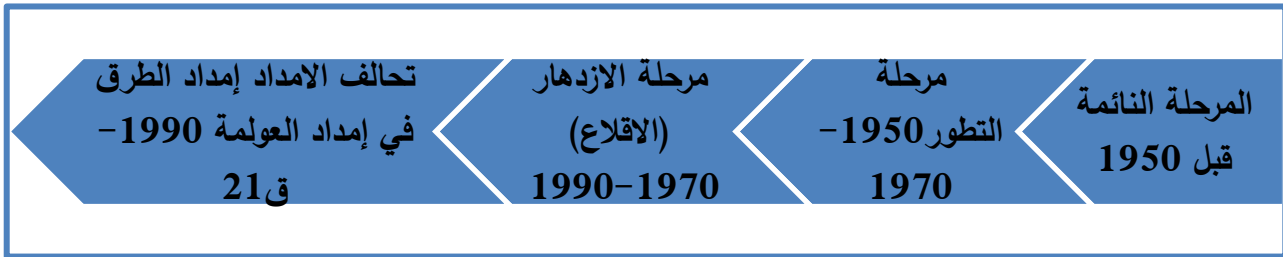 المرحلة النائمة
قبل 1950
مرحلة
التطور1950-
1970
مرحلة الازدهار
(الاقلاع)
1970-1990
تحالف الامداد إمداد الطرق
في إمداد العولمة 1990-
ق21